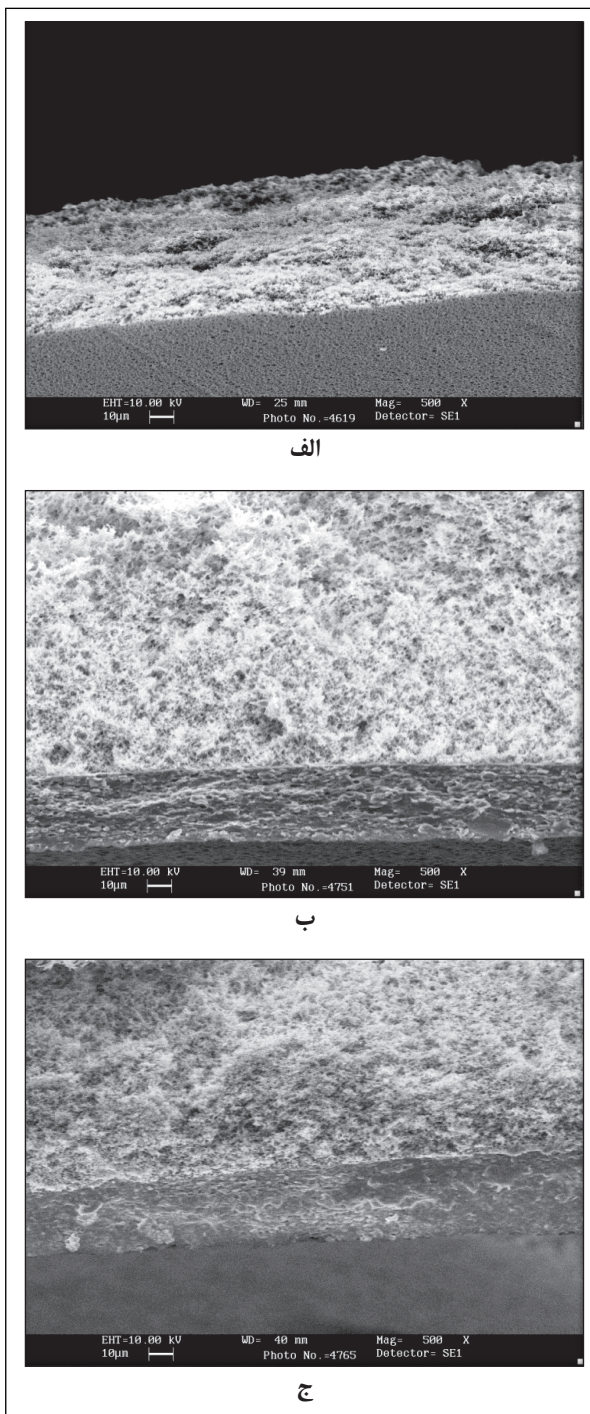 EHT=10.00 kV WD= 25 mm Mag= 500 X
10µm Photo No.=4619 Detector= SE1
الف
EHT=10.00 kV WD= 39 mm Mag= 500 X
10µm Photo No.=4751 Detector= SE1
ب
EHT=10.00 kV WD= 40 mm Mag= 500 X
10µm Photo No.=4765 Detector= SE1
ج